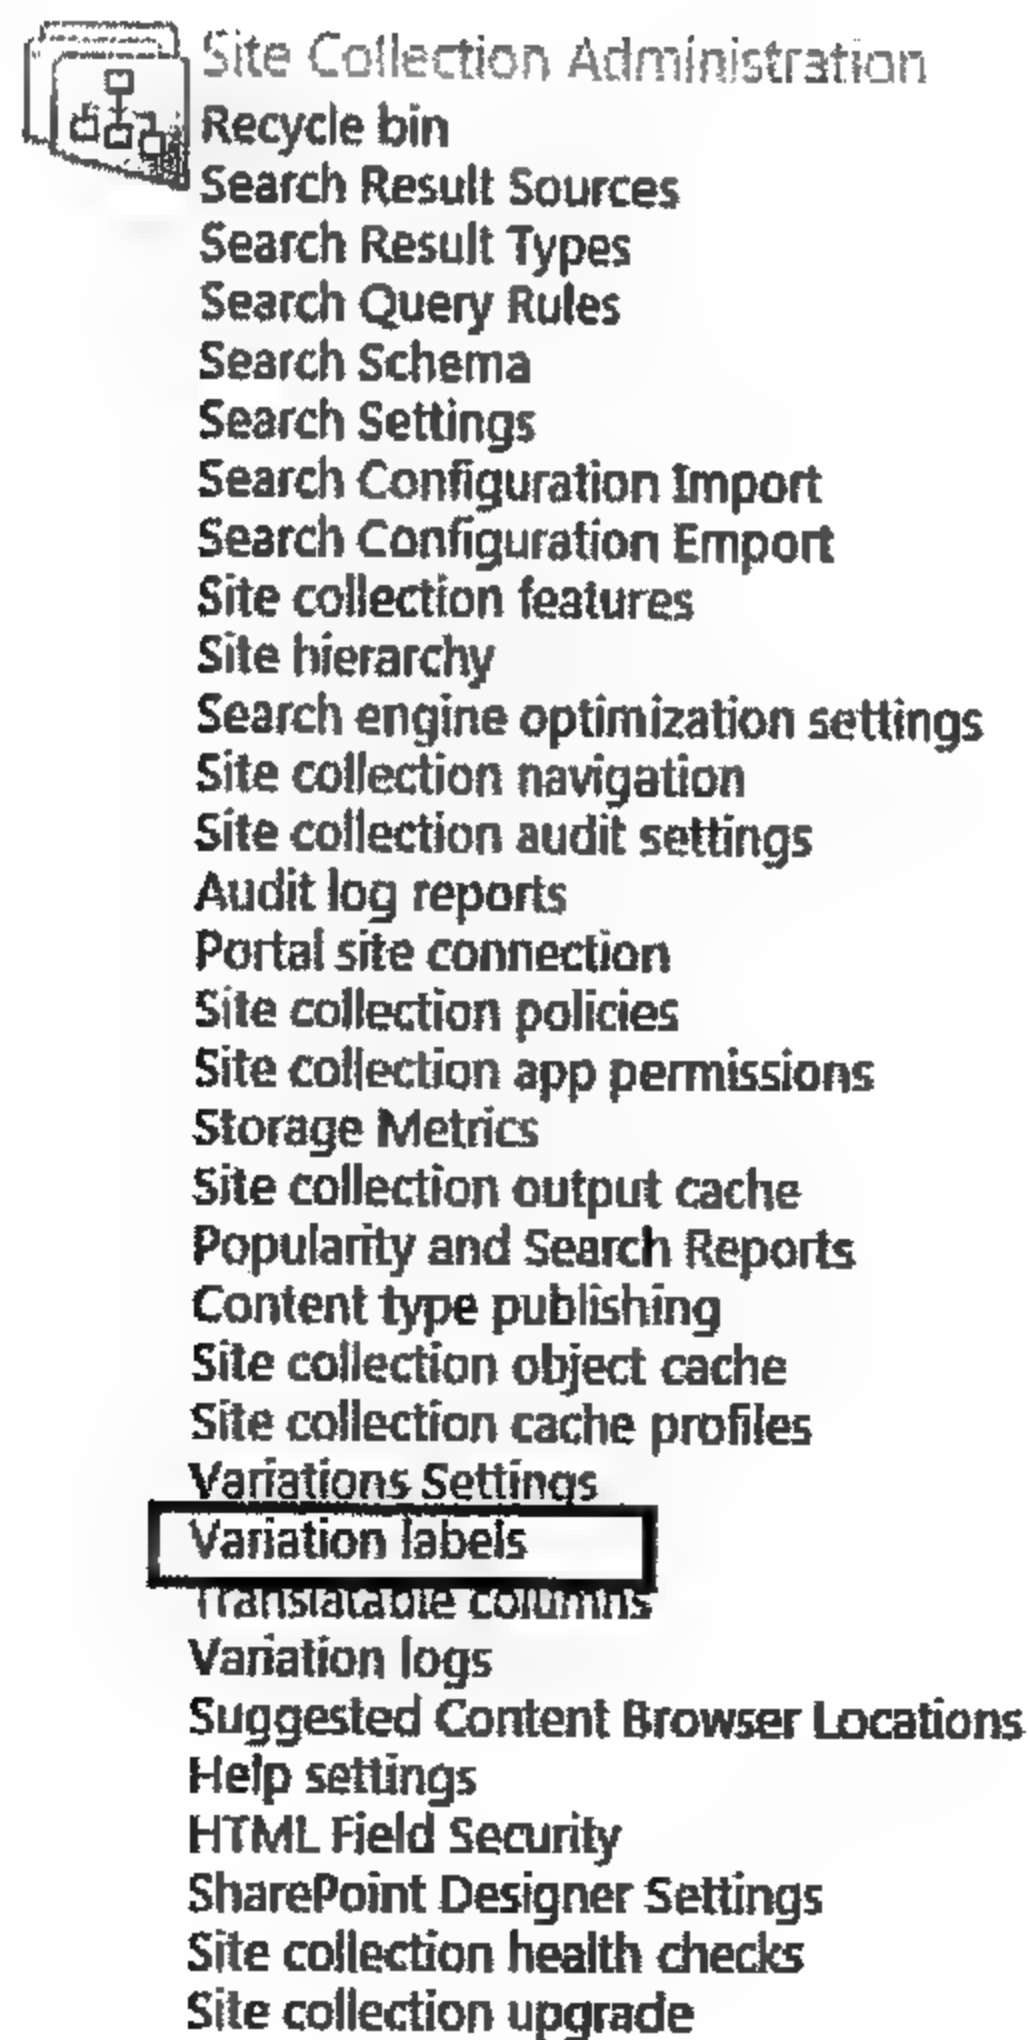 Site Collection Administration
Recycle bin
Search Result Sources
Search Result Types
Search Query Rules
Search Schema
Search Settings
Search Configuration Import
Search Configuration Emport
Site collection features
Site hierarchy
Search engine optimization settings
Site collection navigation
Site collection audit settings
Audit log reports
Portal site connection
Site collection policies
Site collection app permissions
Storage Metrics
Site collection output cache
Popularity and Search Reports
Content type publishing
Site collection object cache
Site collection cache profiles
Variations Settings
Variation labels
Translatable columns
Variation logs
Suggested Content Browser Locations
Help settings
HTML Field Security
SharePoint Designer Settings
Site collection health checks
Site collection upgrade